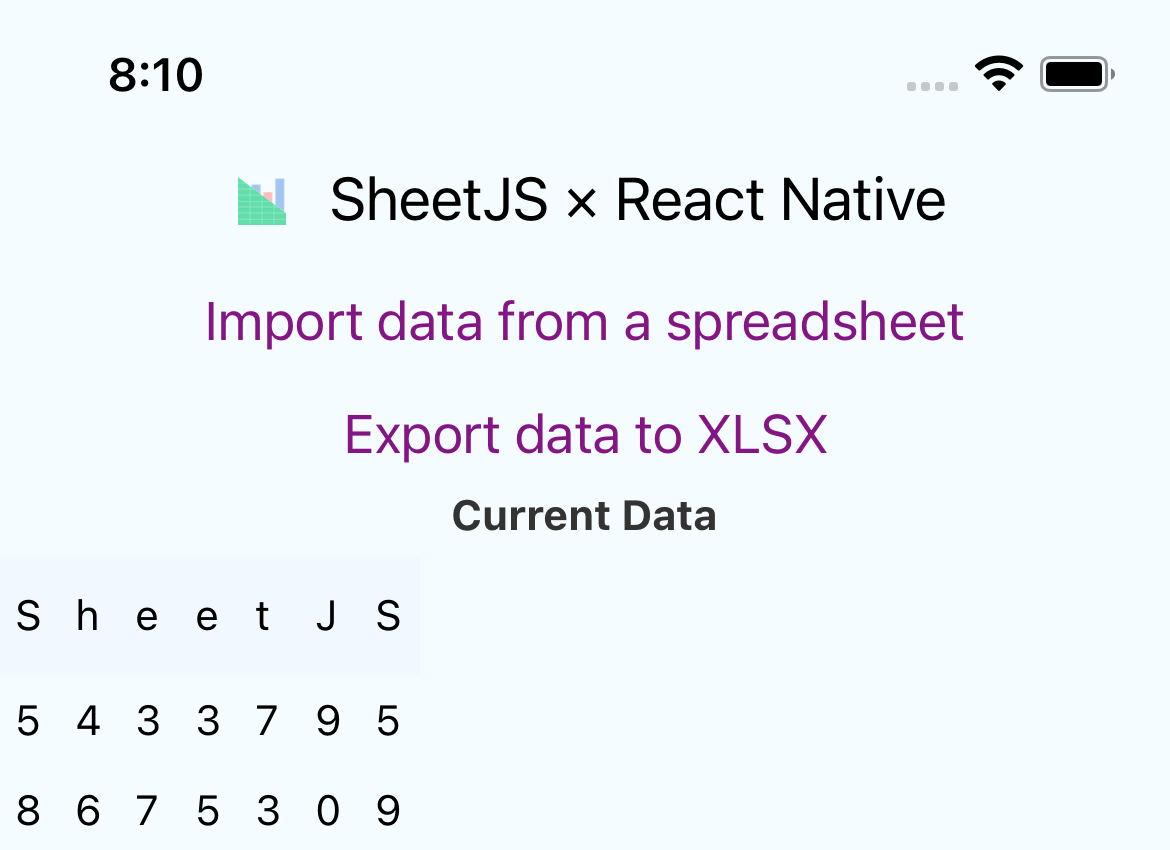 8:10
SheetJS × React Native
Import data from a spreadsheet
Export data to XLSX
Current Data
S h e e t J S
5 4 3 3 7 9 5
8 6 7 5 3 0 9